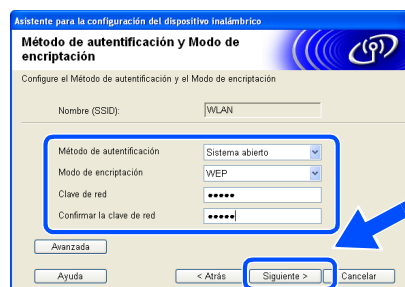 Asistente para la configuración del dispositivo inalámbrico
Método de autentificación y Modo de
encriptación
Configure el Método de autentificación y el Modo de encriptación
Nombre (SSID): WLAN
Método de autentificación Sistema abierto
Modo de encriptación WEP
Clave de red •••••
Confirmar la clave de red •••••
Avanzada
Ayuda < Atrás Siguiente > Cancelar